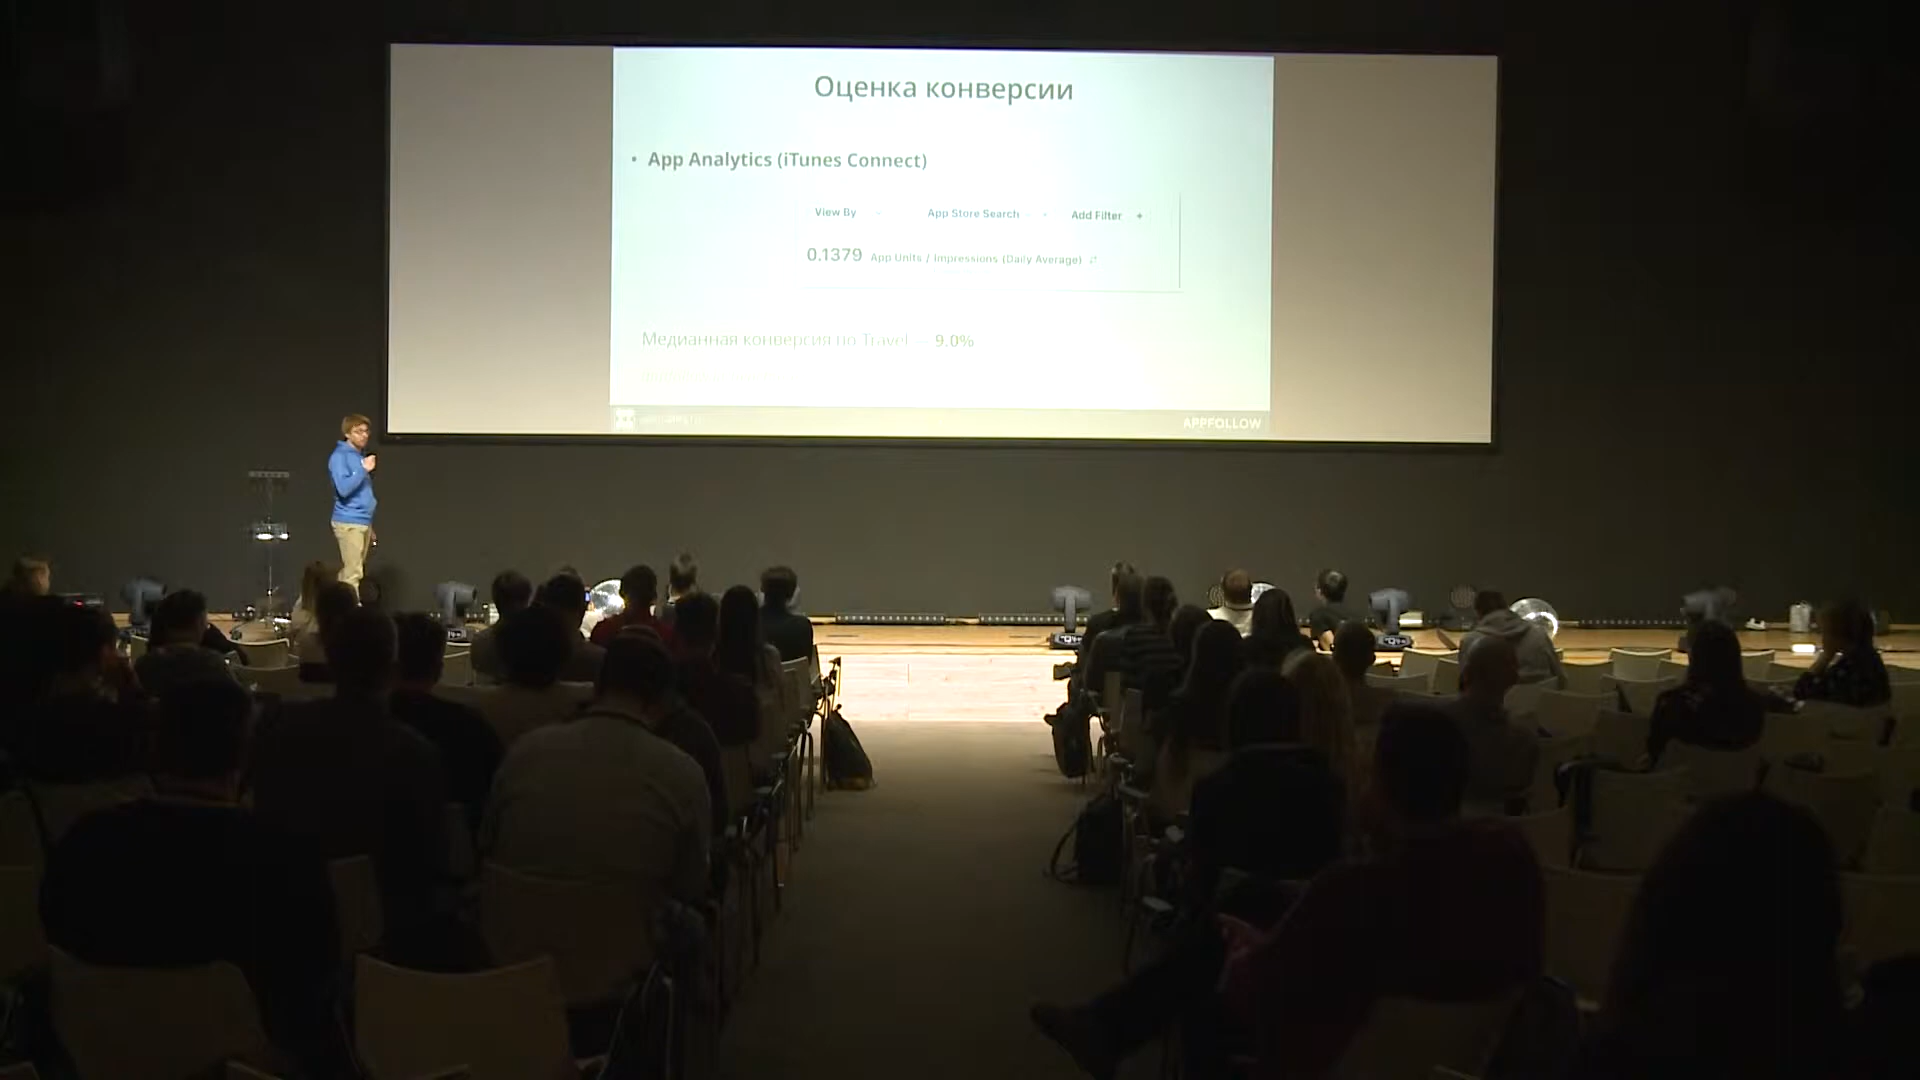 Оценка конверсии
• App Analytics (iTunes Connect)
View By App Store Search Add Filter +
0.1379 App Units / Impressions (Daily Average)
Медианная конверсия по Travel – 9.0%
APPFOLLOW